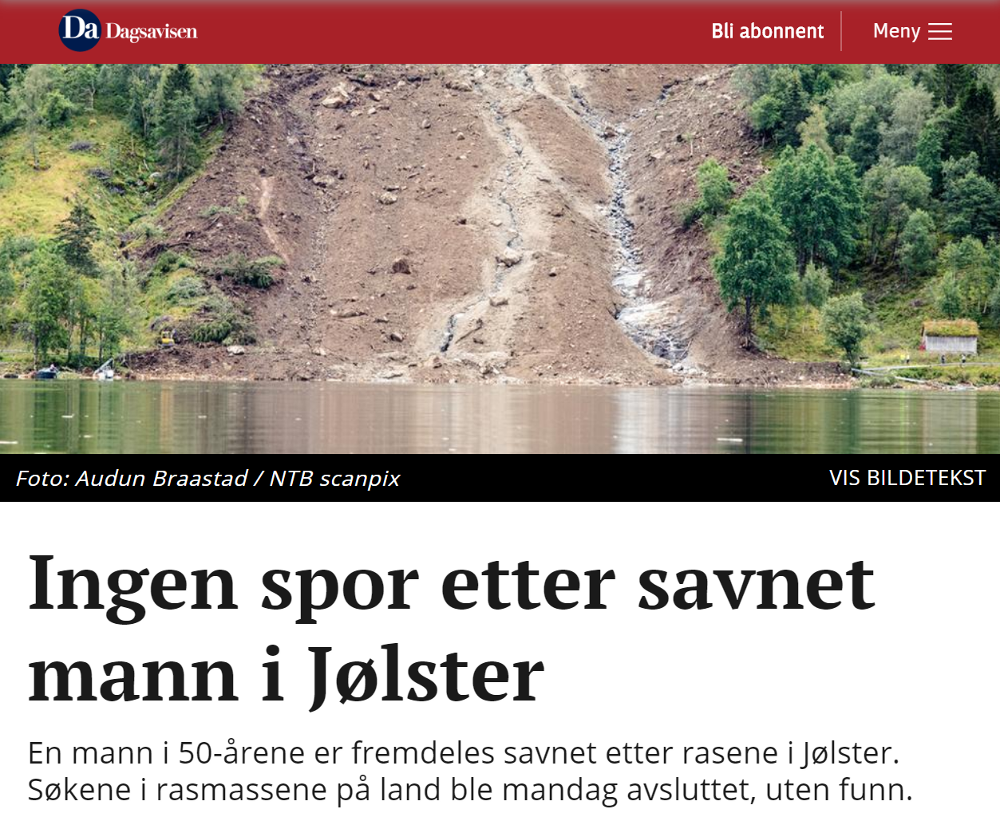 Da Dagsavisen
Bli abonnent
Meny
Foto: Audun Braastad / NTB scanpix
VIS BILDETEKST
Ingen spor etter savnet
mann i Jølster
En mann i 50-årene er fremdeles savnet etter rasene i Jølster.
Søkene i rasmassene på land ble mandag avsluttet, uten funn.